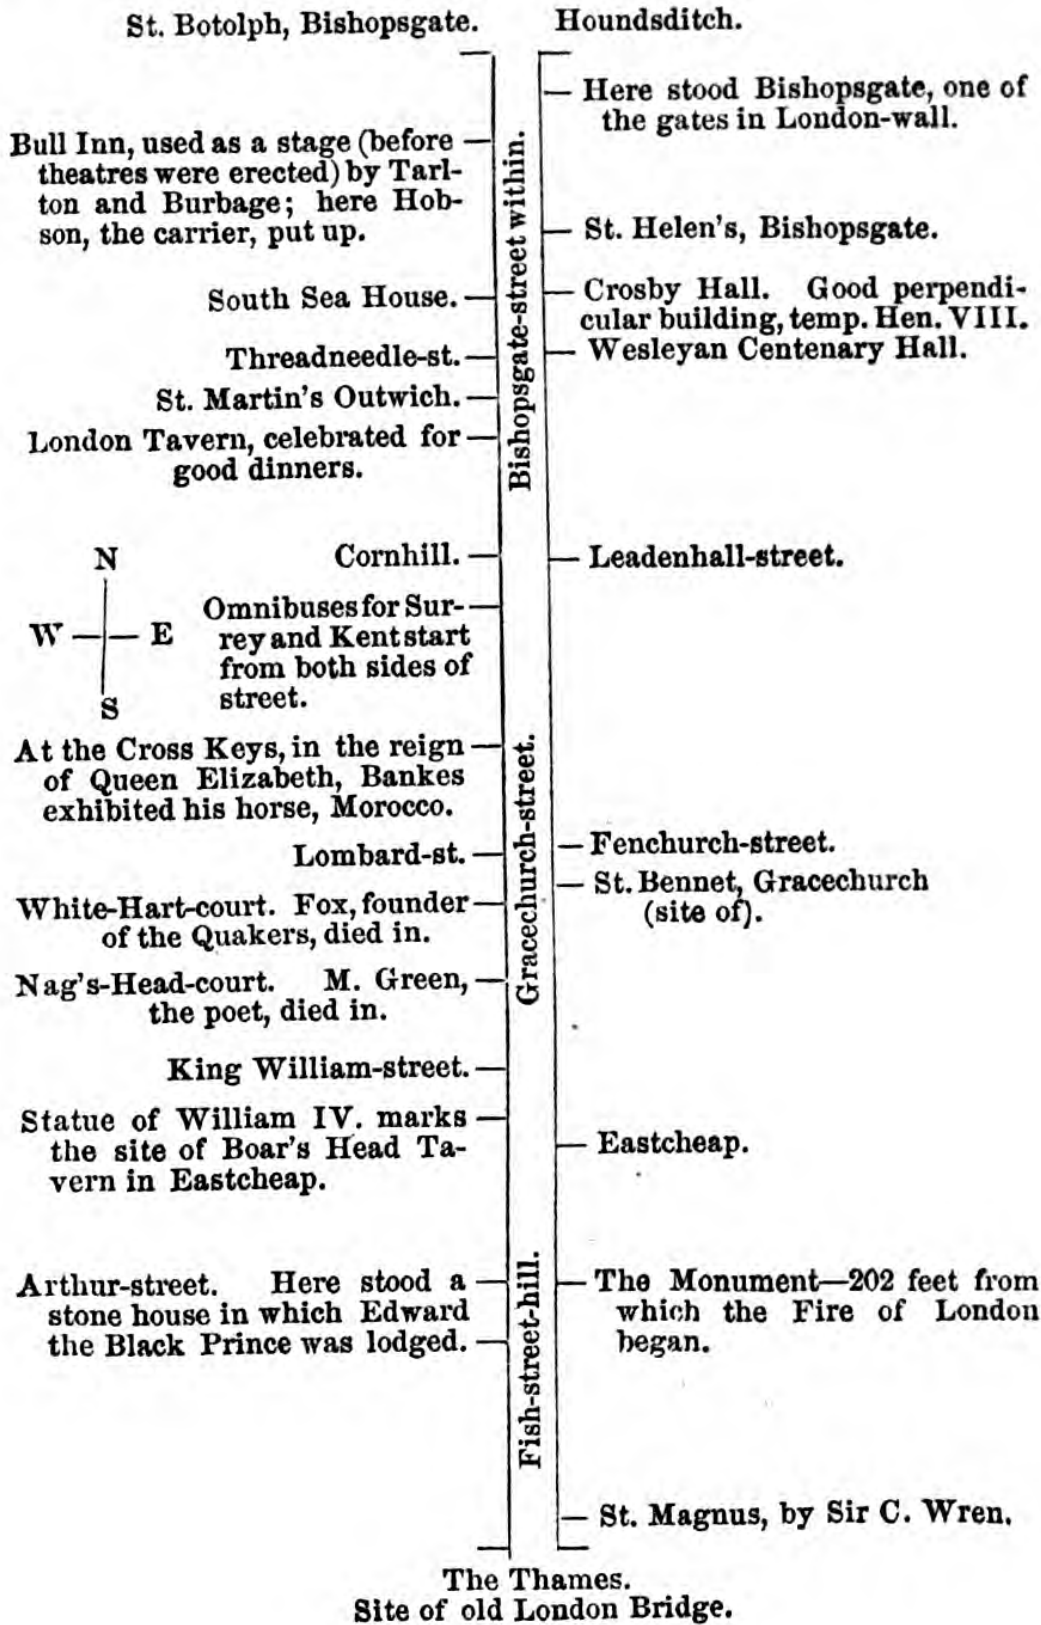 St. Botolph, Bishopsgate.
Houndsditch.
Here stood Bishopsgate, one of
the gates in London-wall.
Bull Inn, used as a stage (before
theatres were erected) by Tarl-
ton and Burbage; here Hob-
son, the carrier, put up.
St. Helen's, Bishopsgate.
South Sea House.
Crosby Hall. Good perpendi-
cular building, temp. Hen. VIII.
Threadneedle-st.
Wesleyan Centenary Hall.
St. Martin's Outwich.
London Tavern, celebrated for
good dinners.
Bishopsgate-street within.
Cornhill.
Leadenhall-street.
N
W
E
S
Omnibuses for Sur-
rey and Kent start
from both sides of
street.
At the Cross Keys, in the reign
of Queen Elizabeth, Bankes
exhibited his horse, Morocco.
Gracechurch-street.
Lombard-st.
Fenchurch-street.
St. Bennet, Gracechurch
(site of).
White-Hart-court. Fox, founder
of the Quakers, died in.
Nag's-Head-court. M. Green,
the poet, died in.
King William-street.
Statue of William IV. marks
the site of Boar's Head Ta-
vern in Eastcheap.
Eastcheap.
Arthur-street. Here stood a
stone house in which Edward
the Black Prince was lodged.
Fish-street-hill.
The Monument—202 feet from
which the Fire of London
began.
St. Magnus, by Sir C. Wren.
The Thames.
Site of old London Bridge.